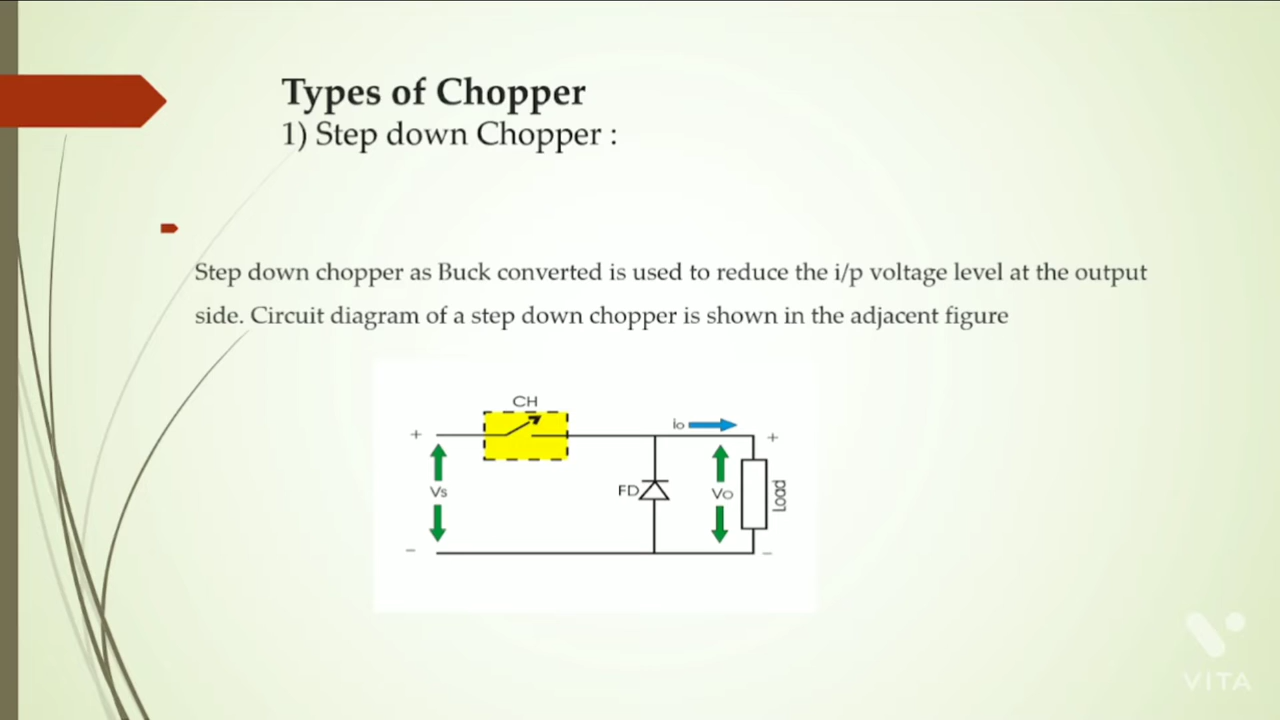 Types of Chopper
1) Step down Chopper :
Step down chopper as Buck converted is used to reduce the i/p voltage level at the output
side. Circuit diagram of a step down chopper is shown in the adjacent figure
CH
io
+
+
Vs
FD
Vo
Load
−
−
VITA